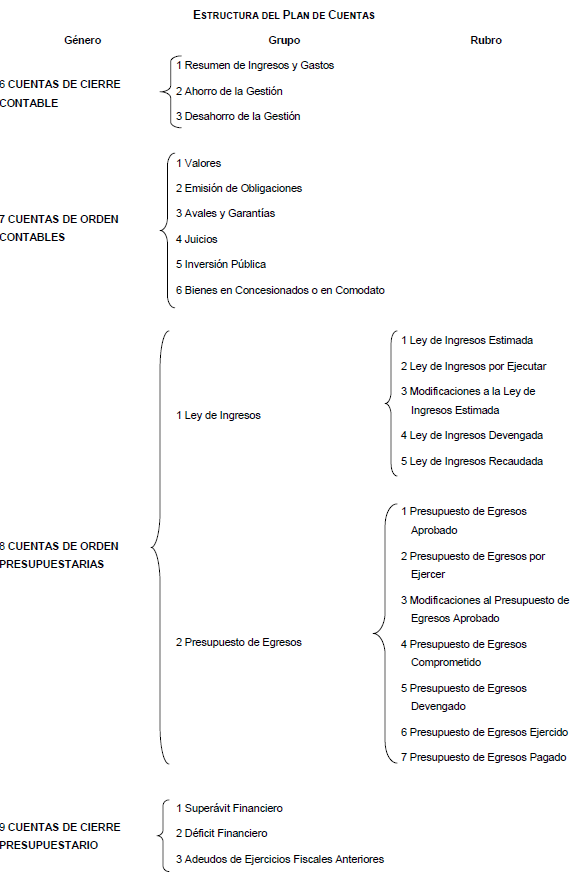 ESTRUCTURA DEL PLAN DE CUENTAS
Género Grupo Rubro
6 CUENTAS DE CIERRE
CONTABLE
1 Resumen de Ingresos y Gastos
2 Ahorro de la Gestión
3 Desahorro de la Gestión
7 CUENTAS DE ORDEN
CONTABLES
1 Valores
2 Emisión de Obligaciones
3 Avales y Garantías
4 Juicios
5 Inversión Pública
6 Bienes en Concesionados o en Comodato
8 CUENTAS DE ORDEN
PRESUPUESTARIAS
1 Ley de Ingresos
1 Ley de Ingresos Estimada
2 Ley de Ingresos por Ejecutar
3 Modificaciones a la Ley de
Ingresos Estimada
4 Ley de Ingresos Devengada
5 Ley de Ingresos Recaudada
2 Presupuesto de Egresos
1 Presupuesto de Egresos
Aprobado
2 Presupuesto de Egresos por
Ejercer
3 Modificaciones al Presupuesto de
Egresos Aprobado
4 Presupuesto de Egresos
Comprometido
5 Presupuesto de Egresos
Devengado
6 Presupuesto de Egresos Ejercido
7 Presupuesto de Egresos Pagado
9 CUENTAS DE CIERRE
PRESUPUESTARIO
1 Superávit Financiero
2 Déficit Financiero
3 Adeudos de Ejercicios Fiscales Anteriores